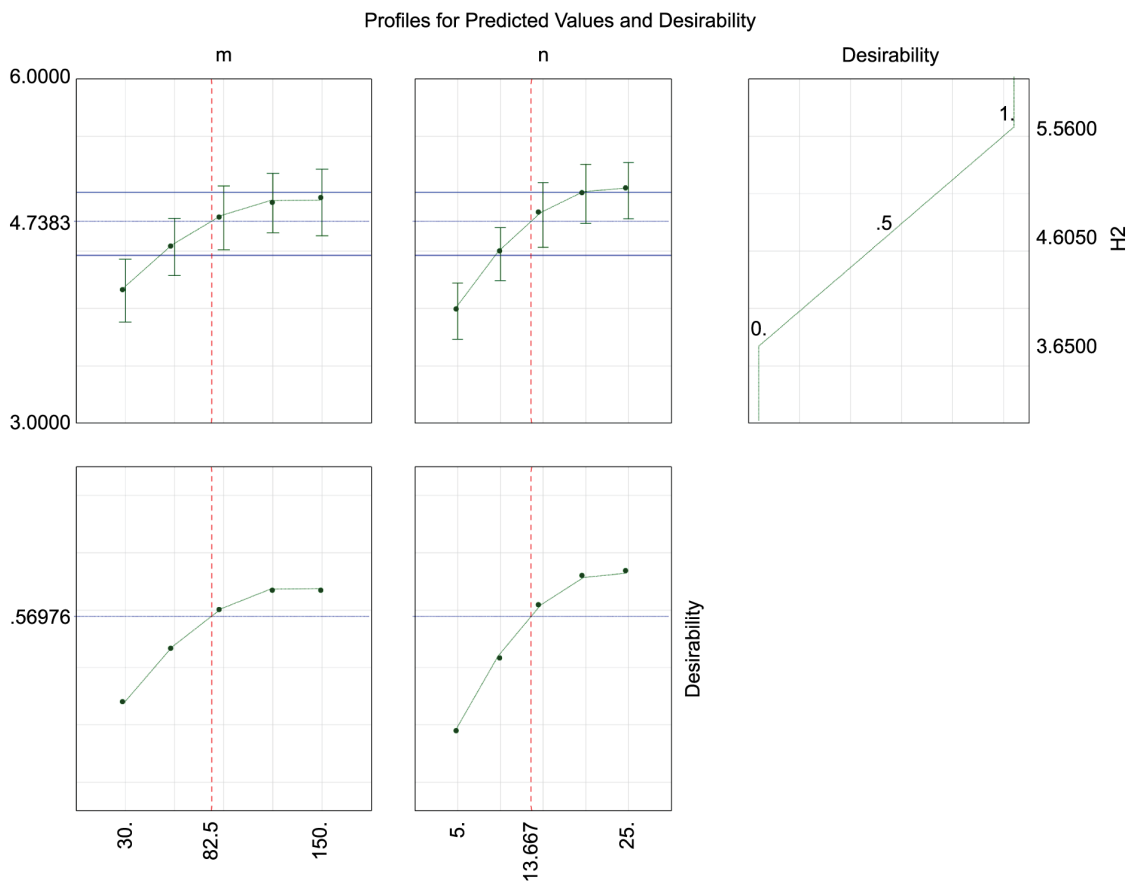 Profiles for Predicted Values and Desirability
m
n
Desirability
6.0000
4.7383
3.0000
1.
.5
0.
5.5600
4.6050
3.6500
H2
.56976
Desirability
30.
82.5
150.
5.
13.667
25.